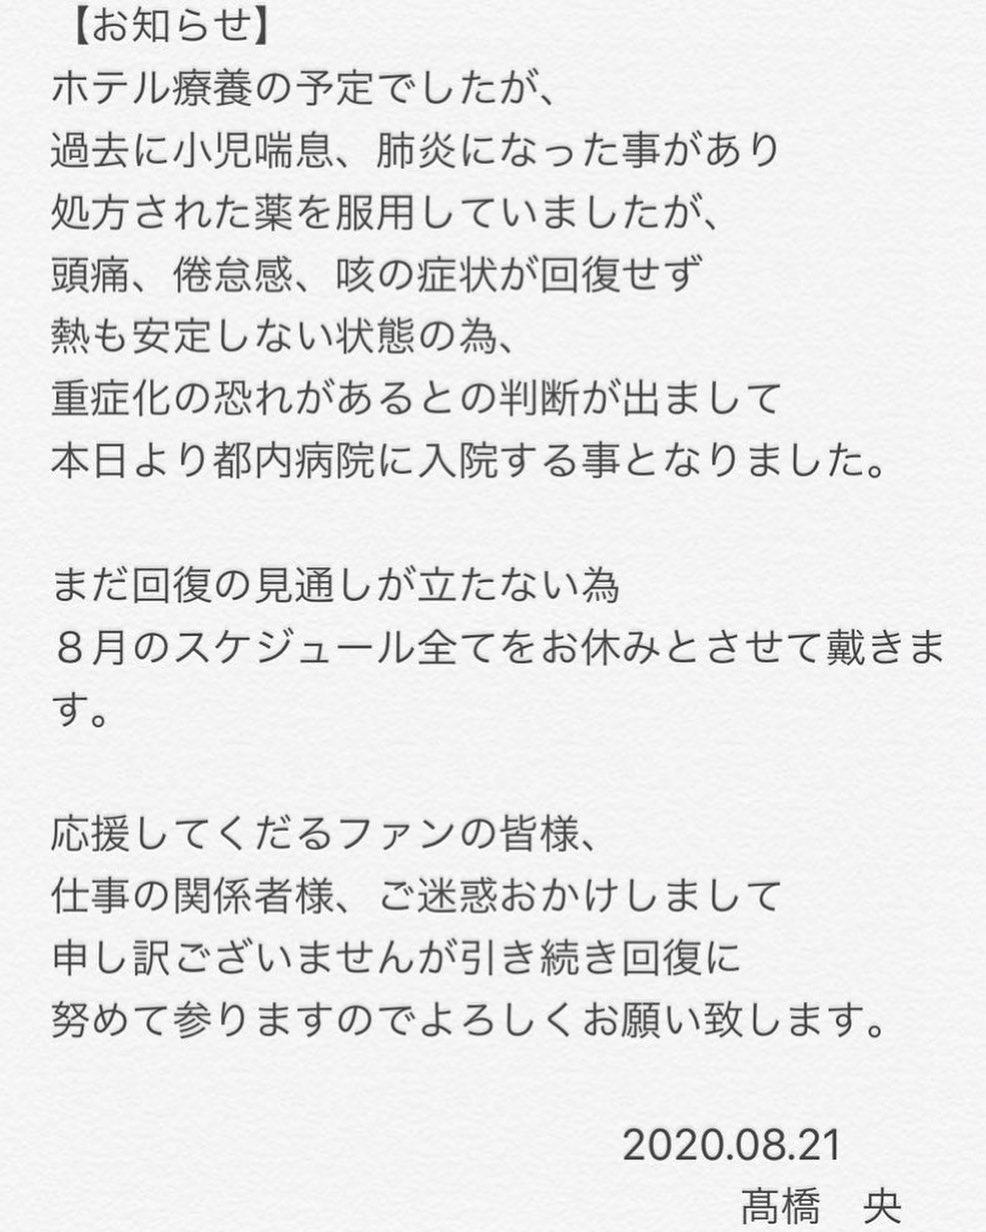 【お知らせ】
ホテル療養の予定でしたが、
過去に小児喘息、肺炎になった事があり
処方された薬を服用していましたが、
頭痛、倦怠感、咳の症状が回復せず
熱も安定しない状態の為、
重症化の恐れがあるとの判断が出まして
本日より都内病院に入院する事となりました。
まだ回復の見通しが立たない為
８月のスケジュール全てをお休みとさせて戴きま
す。
応援してくだるファンの皆様、
仕事の関係者様、ご迷惑おかけしまして
申し訳ございませんが引き続き回復に
努めて参りますのでよろしくお願い致します。
2020.08.21
髙橋　央